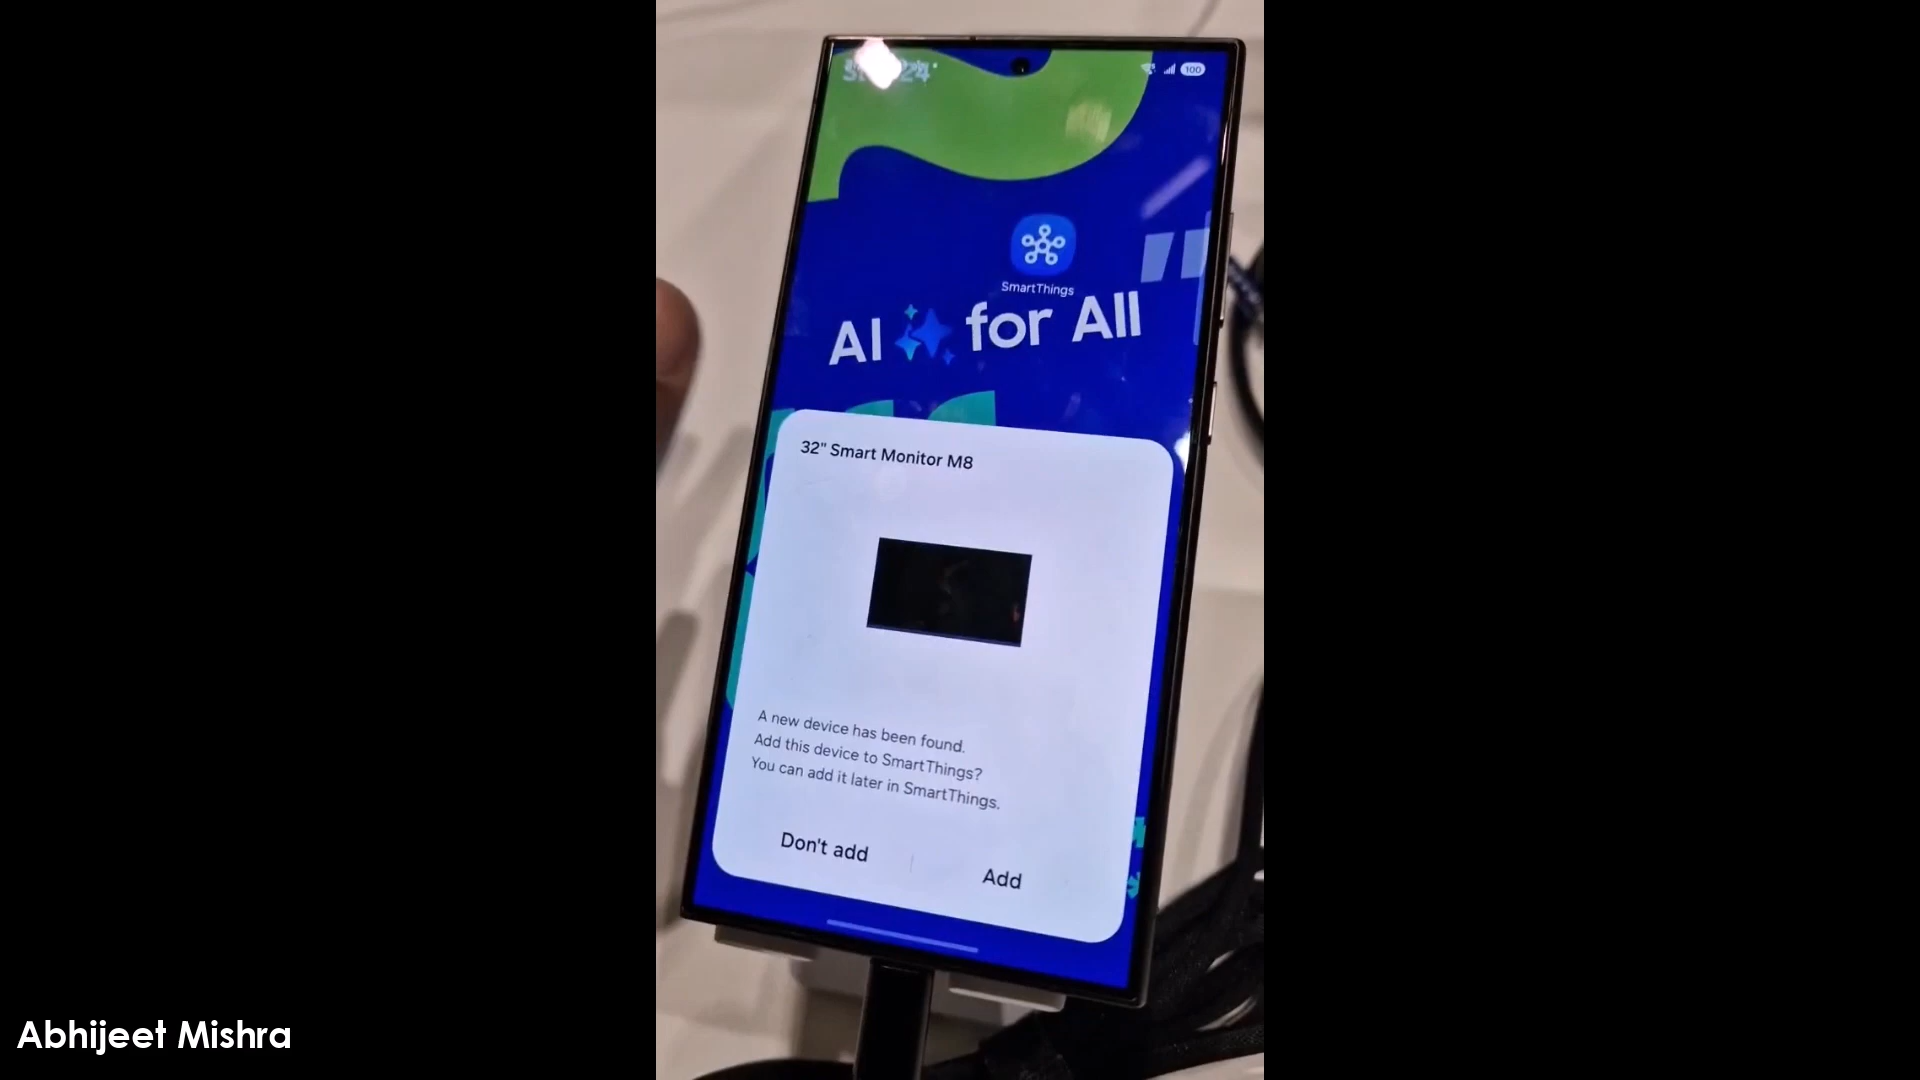 100
SmartThings
AI for All
32" Smart Monitor M8
A new device has been found.
Add this device to SmartThings?
You can add it later in SmartThings.
Don't add
Add
Abhijeet Mishra